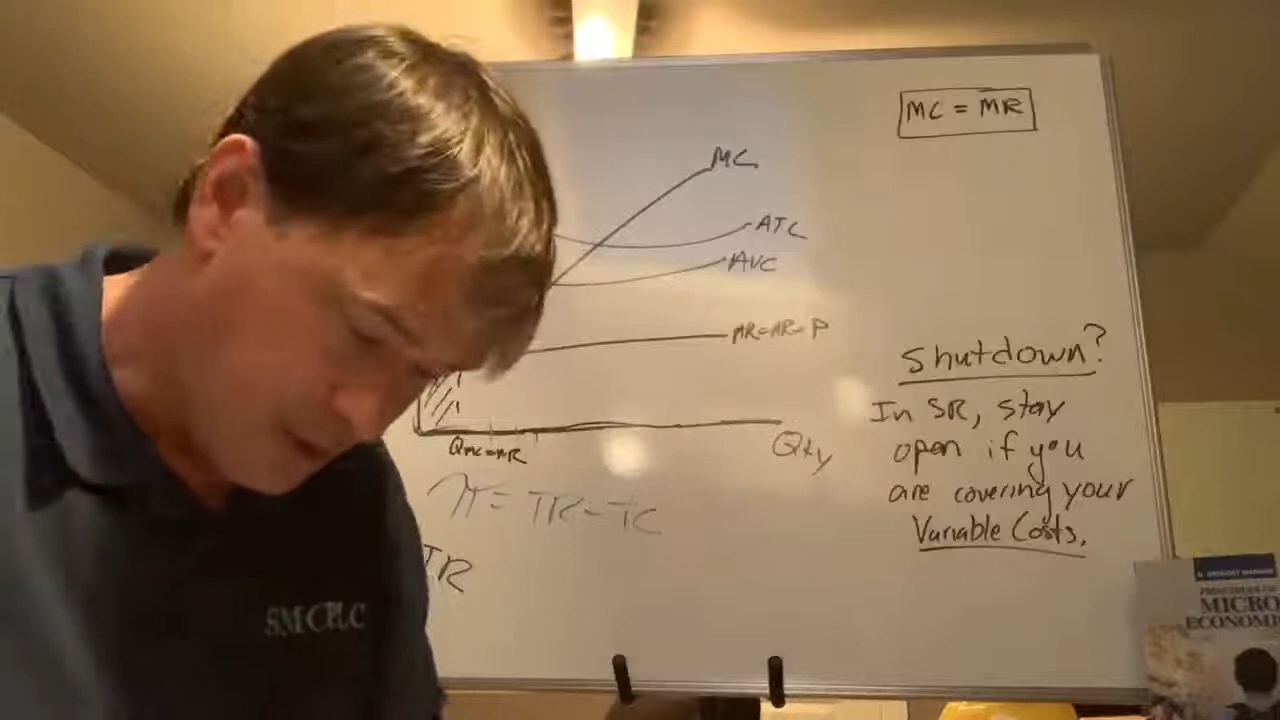 MC = MR
MC
ATC
AVC
MR=AR=P
Shutdown?
In SR, stay
open if you
are covering your
Variable Costs.
Qty
QMC=MR
π = TR-TC
TR
SMCPLC
MICRO
ECONOMI